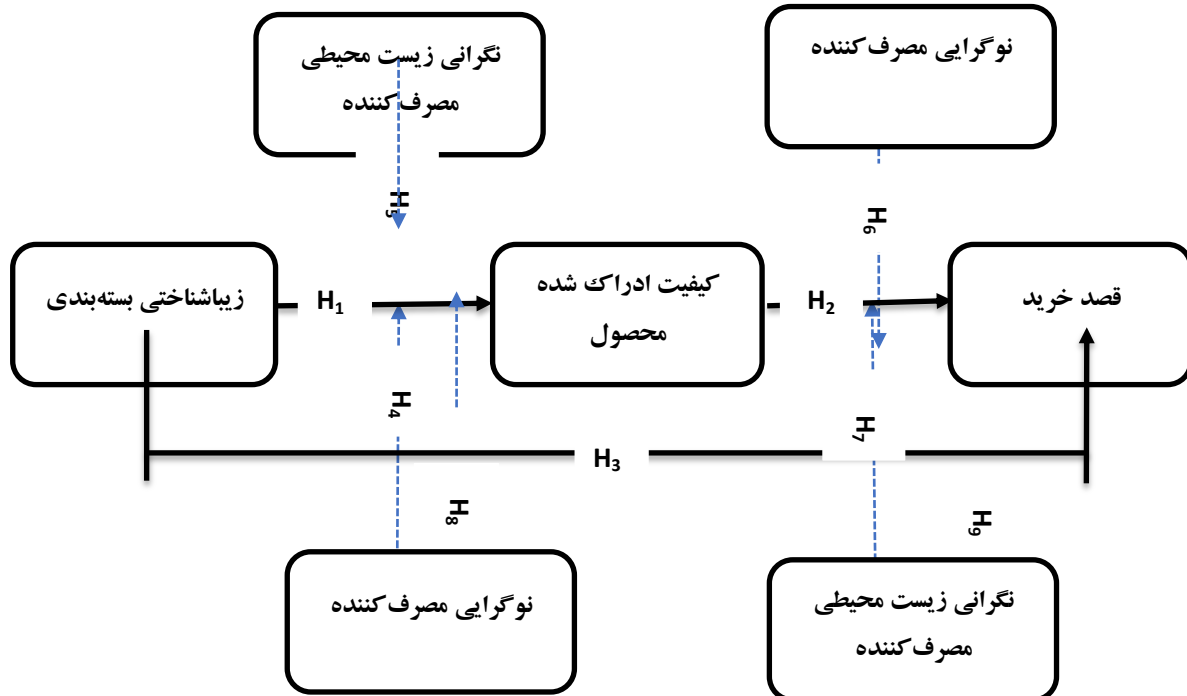 نوگرایی مصرف کننده
نگرانی زیست محیطی
مصرف کننده
H5
H6
قصد خرید
H2
کیفیت ادراک شده
محصول
H1
زیباشناختی بسته‌بندی
H4
H7
H3
H8
H9
نگرانی زیست محیطی
مصرف کننده
نوگرایی مصرف کننده